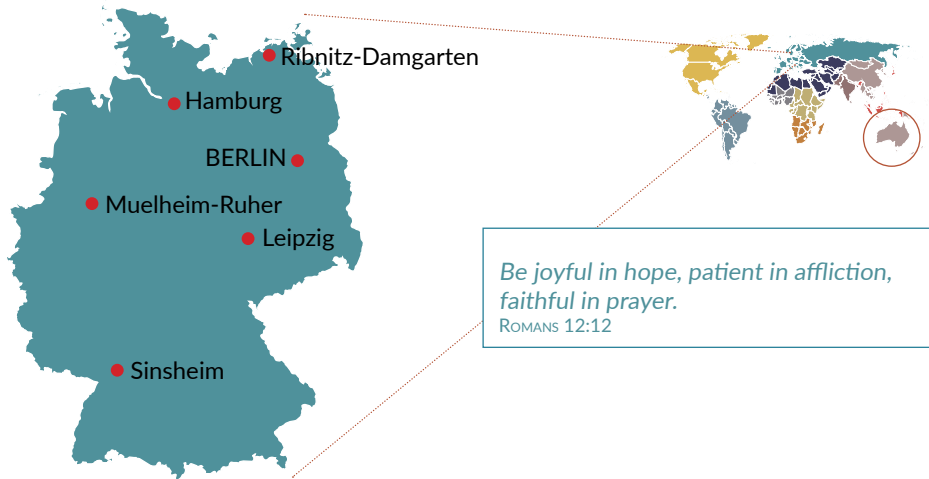 Ribnitz-Damgarten
Hamburg
BERLIN
Muelheim-Ruher
Leipzig
Be joyful in hope, patient in affliction,
faithful in prayer.
Romans 12:12
Sinsheim